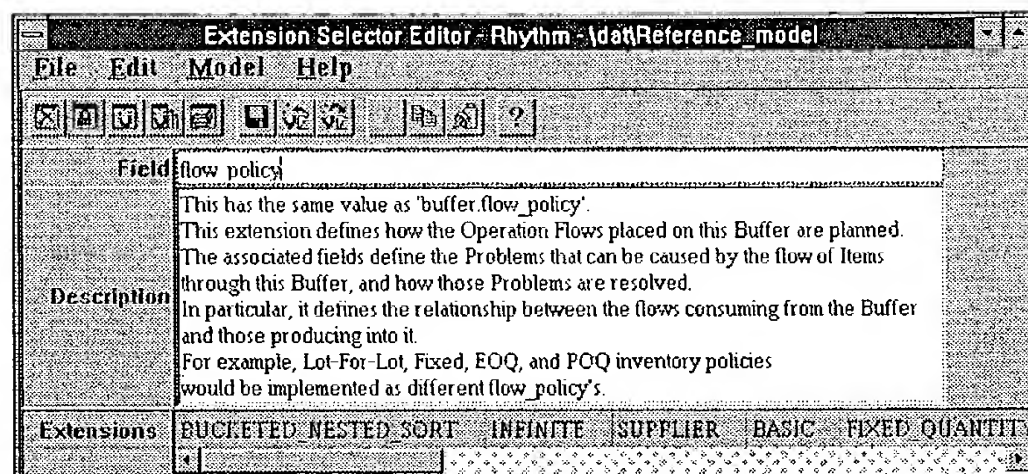 Extension Selector Editor - Rhythm - \dat\Reference_model
File Edit Model Help
?
Field flow policy
This has the same value as 'buffer.flow_policy'.
This extension defines how the Operation Flows placed on this Buffer are planned.
The associated fields define the Problems that can be caused by the flow of Items
Description through this Buffer, and how those Problems are resolved.
In particular, it defines the relationship between the flows consuming from the Buffer
and those producing into it.
For example, Lot-For-Lot, Fixed, EOQ, and POQ inventory policies
would be implemented as different flow_policy's.
Extensions BUCKETED_NESTED_SORT INFINITE SUPPLIER BASIC FIXED_QUANTITY